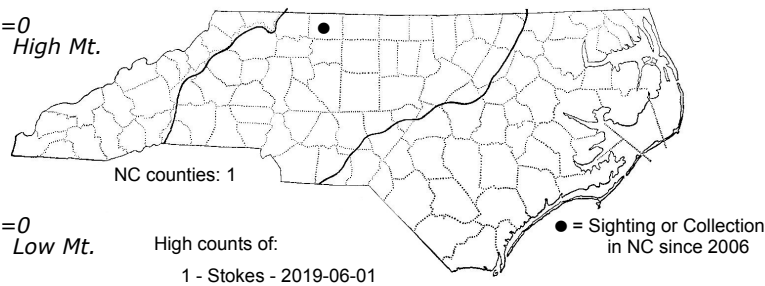 =0
High Mt.
NC counties: 1
=0
Low Mt.
High counts of:
1 - Stokes - 2019-06-01
● = Sighting or Collection
in NC since 2006